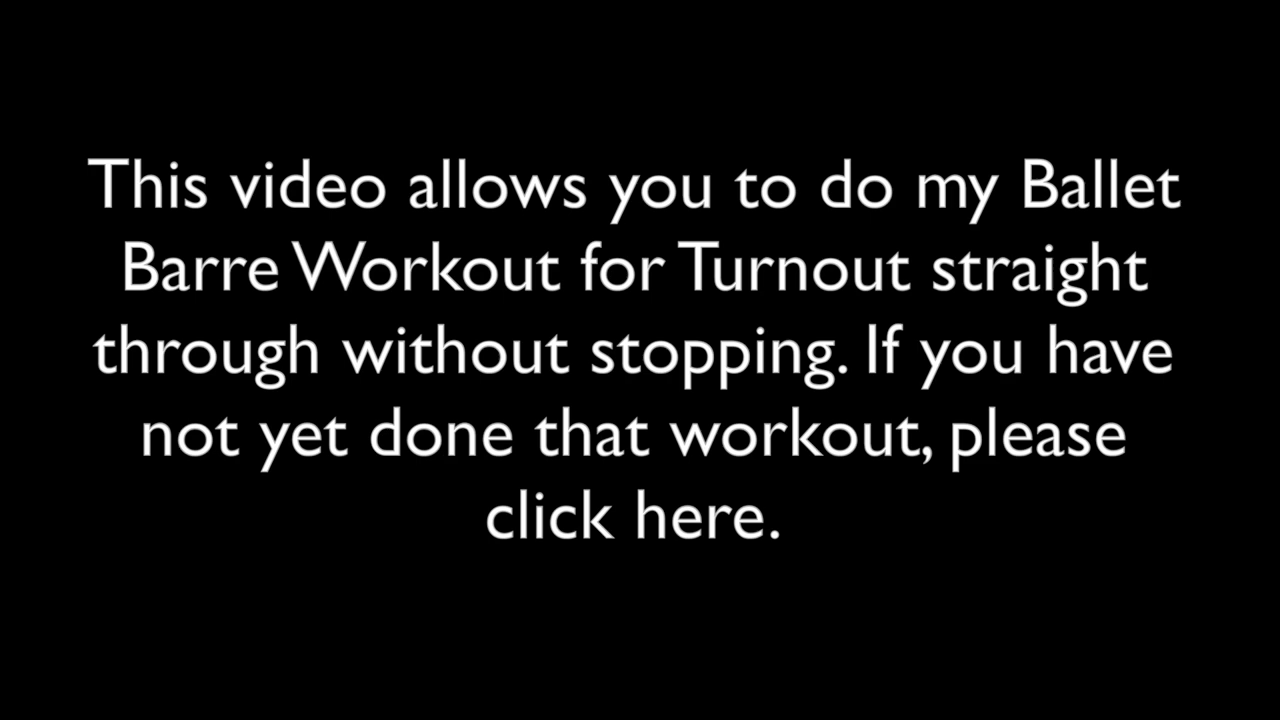 This video allows you to do my Ballet
Barre Workout for Turnout straight
through without stopping. If you have
not yet done that workout, please
click here.